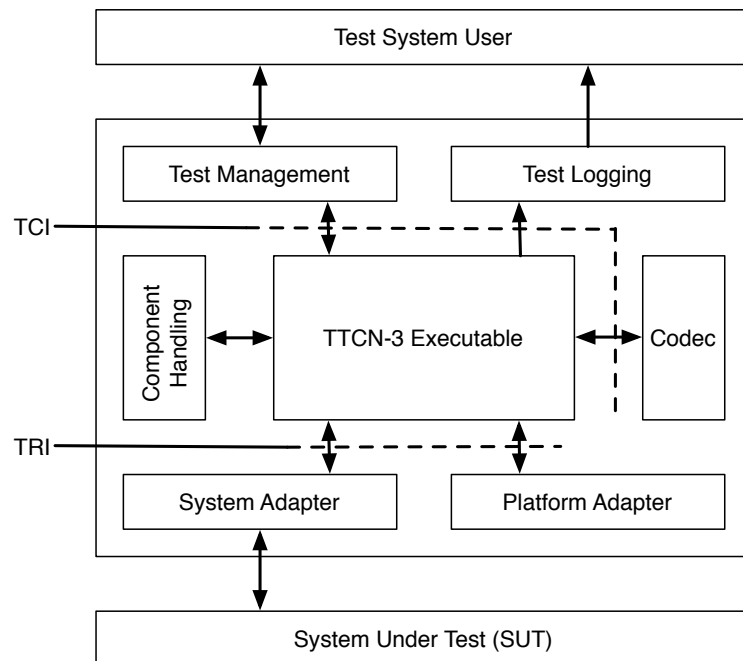 Test System User
Test Management
Test Logging
TCI
Component
Handling
TTCN-3 Executable
Codec
TRI
System Adapter
Platform Adapter
System Under Test (SUT)